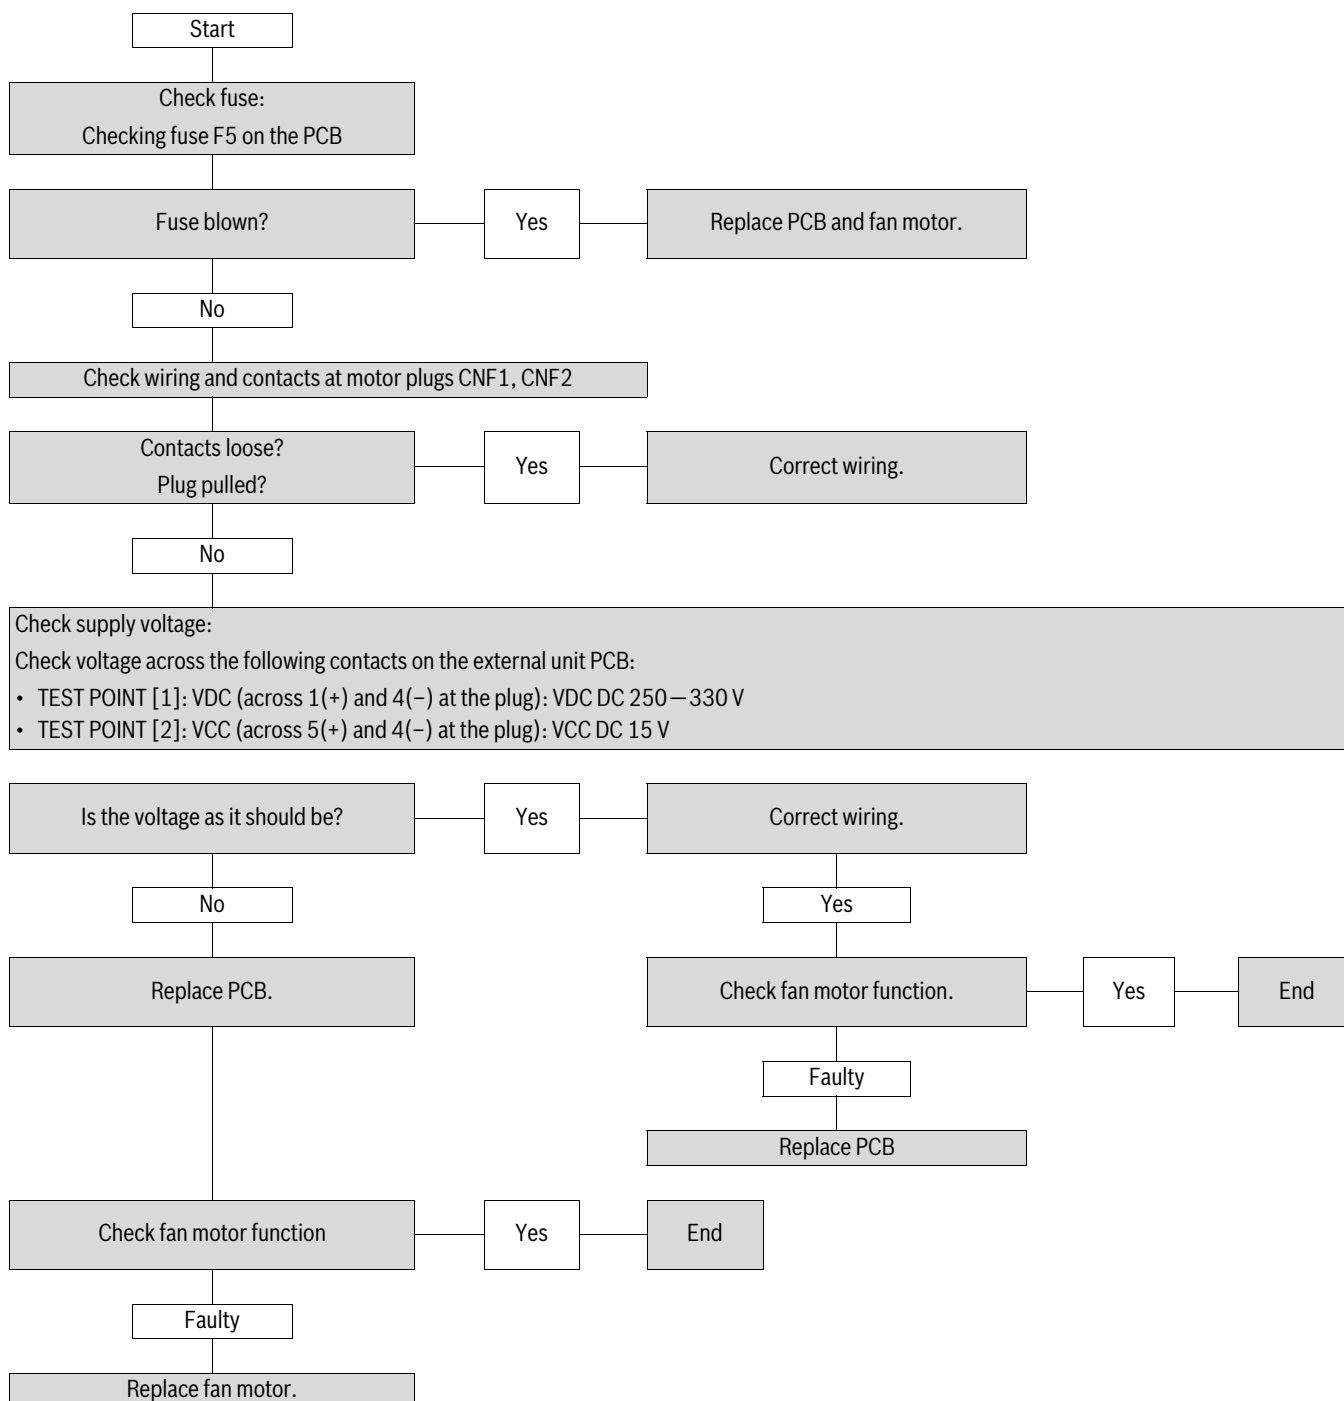 Start
Check fuse:
Checking fuse F5 on the PCB
Fuse blown?
Yes
Replace PCB and fan motor.
No
Check wiring and contacts at motor plugs CNF1, CNF2
Contacts loose?
Plug pulled?
Yes
Correct wiring.
No
Check supply voltage:
Check voltage across the following contacts on the external unit PCB:
• TEST POINT [1]: VDC (across 1(+) and 4(−) at the plug): VDC DC 250—330 V
• TEST POINT [2]: VCC (across 5(+) and 4(−) at the plug): VCC DC 15 V
Is the voltage as it should be?
Yes
Correct wiring.
No
Yes
Replace PCB.
Check fan motor function.
Yes
End
Faulty
Replace PCB
Check fan motor function
Yes
End
Faulty
Replace fan motor.